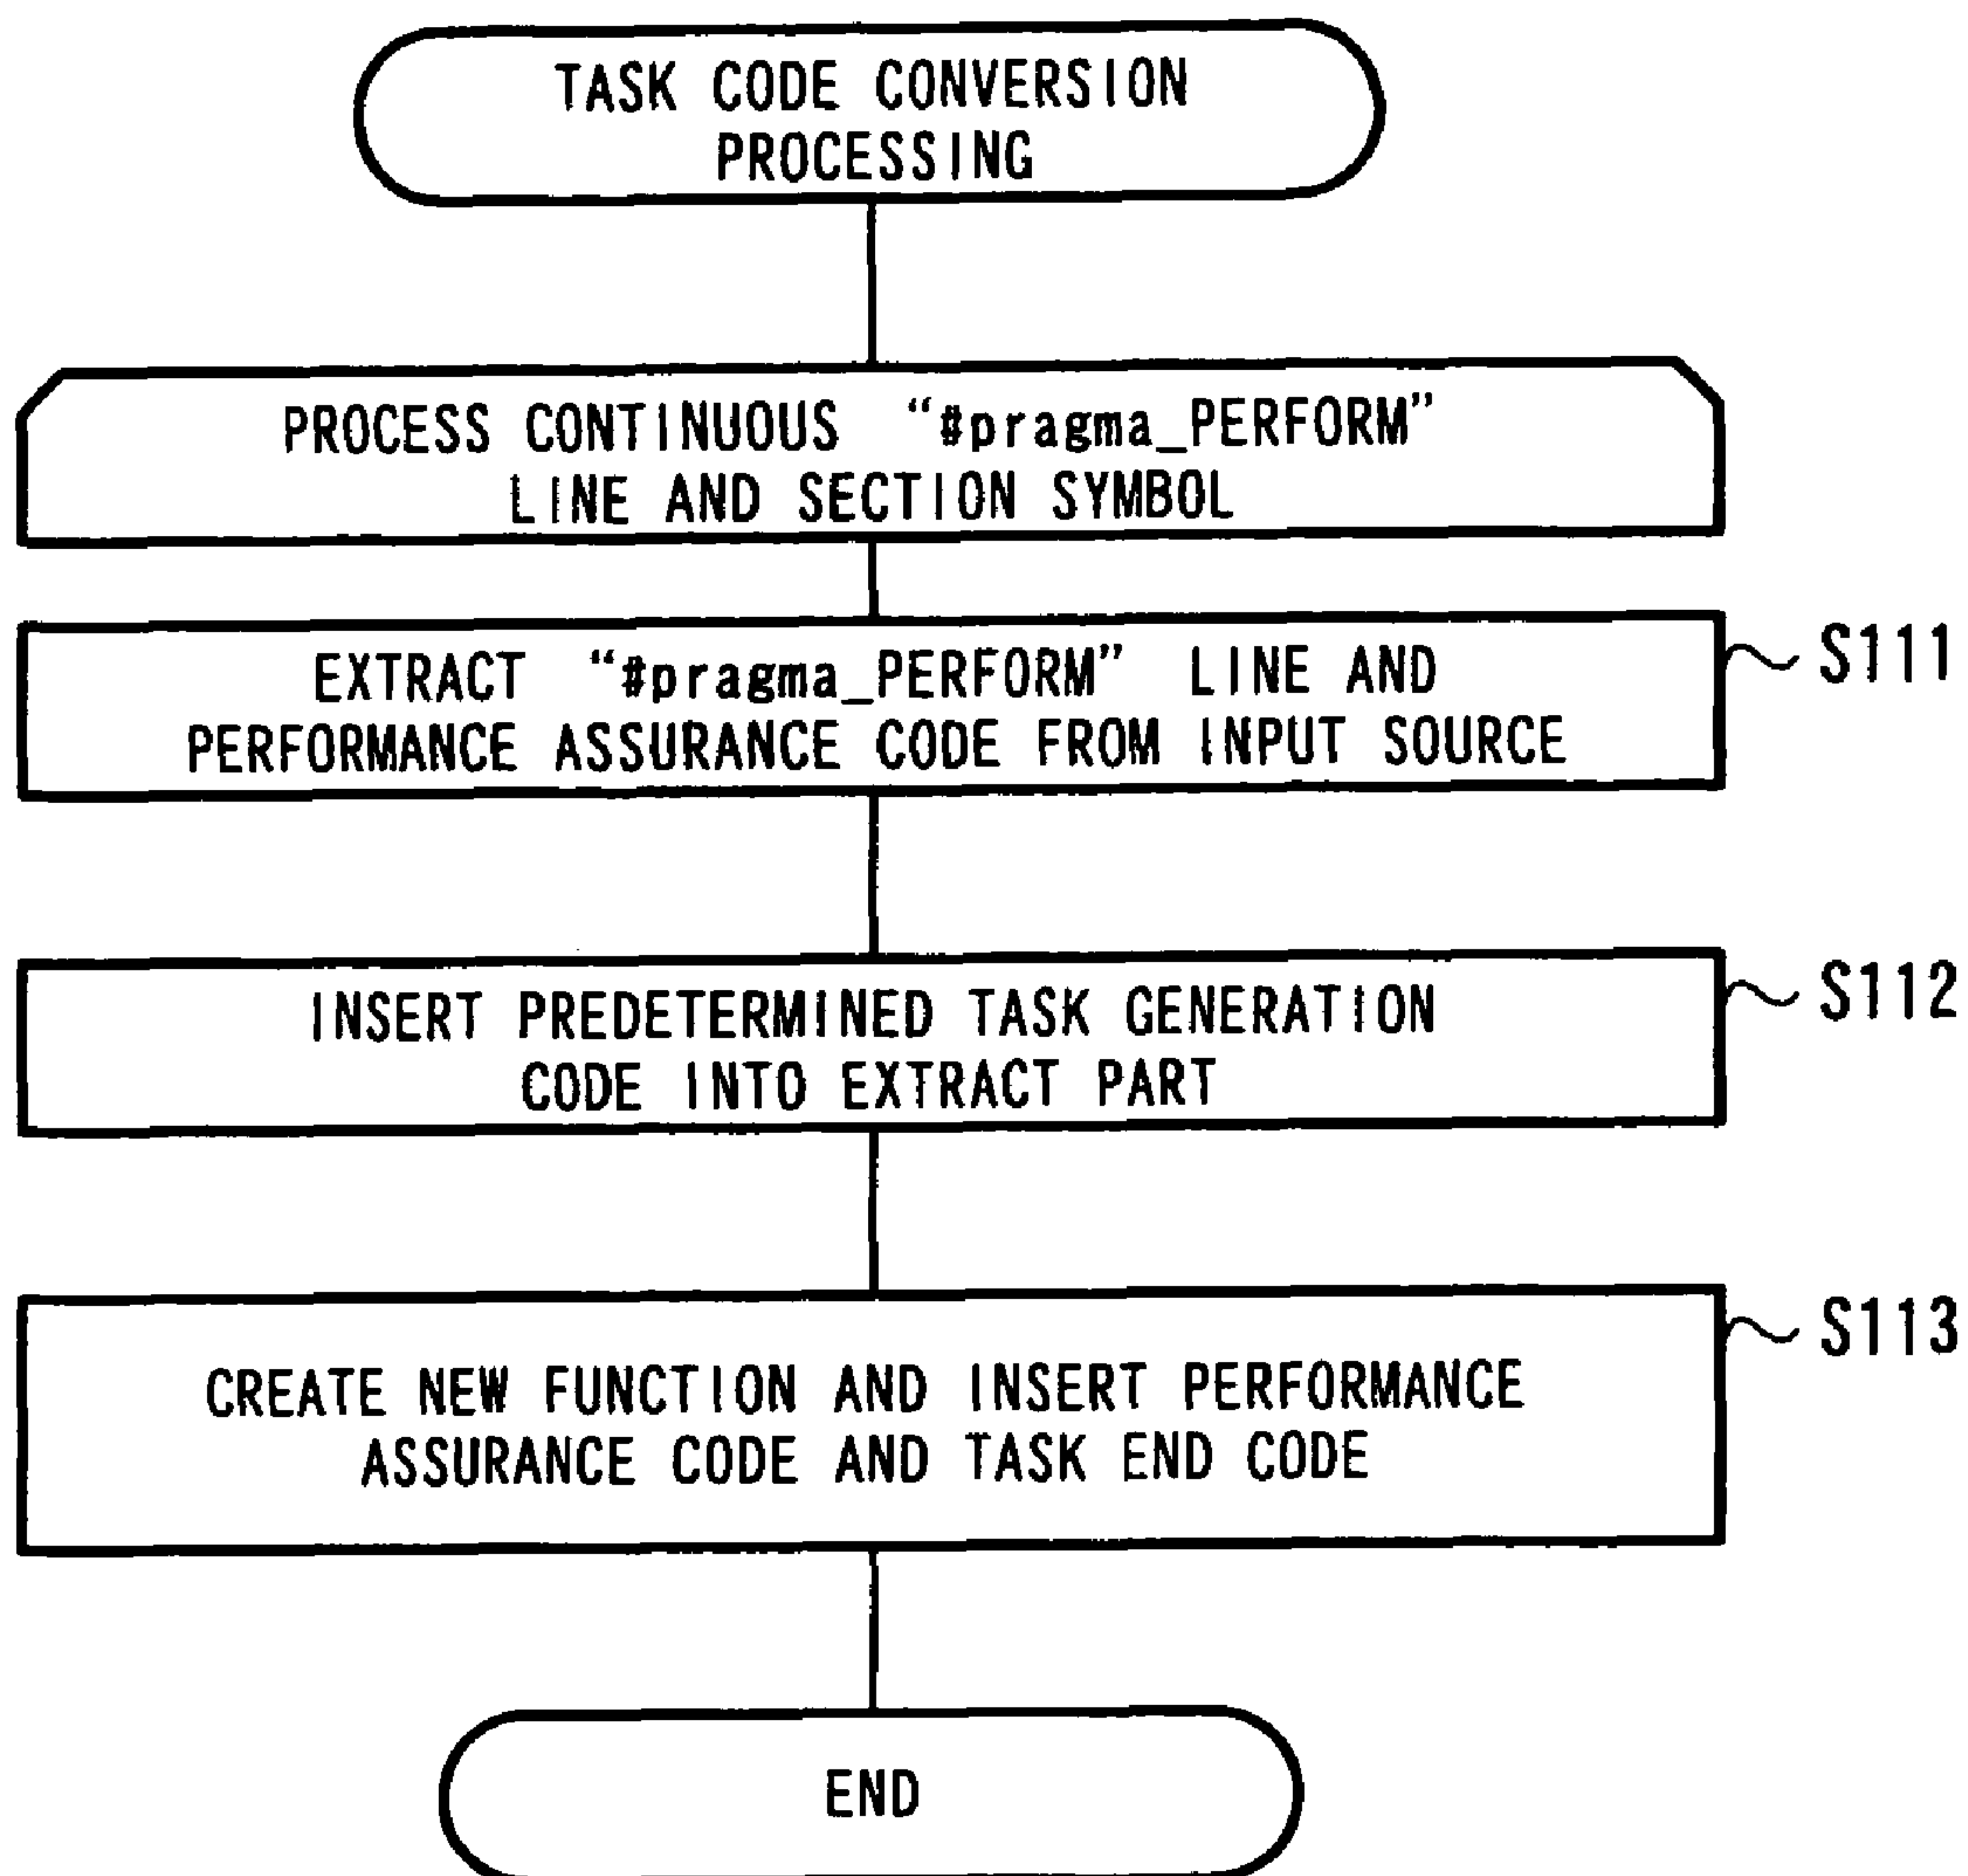 TASK CODE CONVERSION
PROCESSING
PROCESS CONTINUOUS “#pragma_PERFORM”
LINE AND SECTION SYMBOL
EXTRACT “#pragma_PERFORM” LINE AND
PERFORMANCE ASSURANCE CODE FROM INPUT SOURCE
S111
INSERT PREDETERMINED TASK GENERATION
CODE INTO EXTRACT PART
S112
CREATE NEW FUNCTION AND INSERT PERFORMANCE
ASSURANCE CODE AND TASK END CODE
S113
END